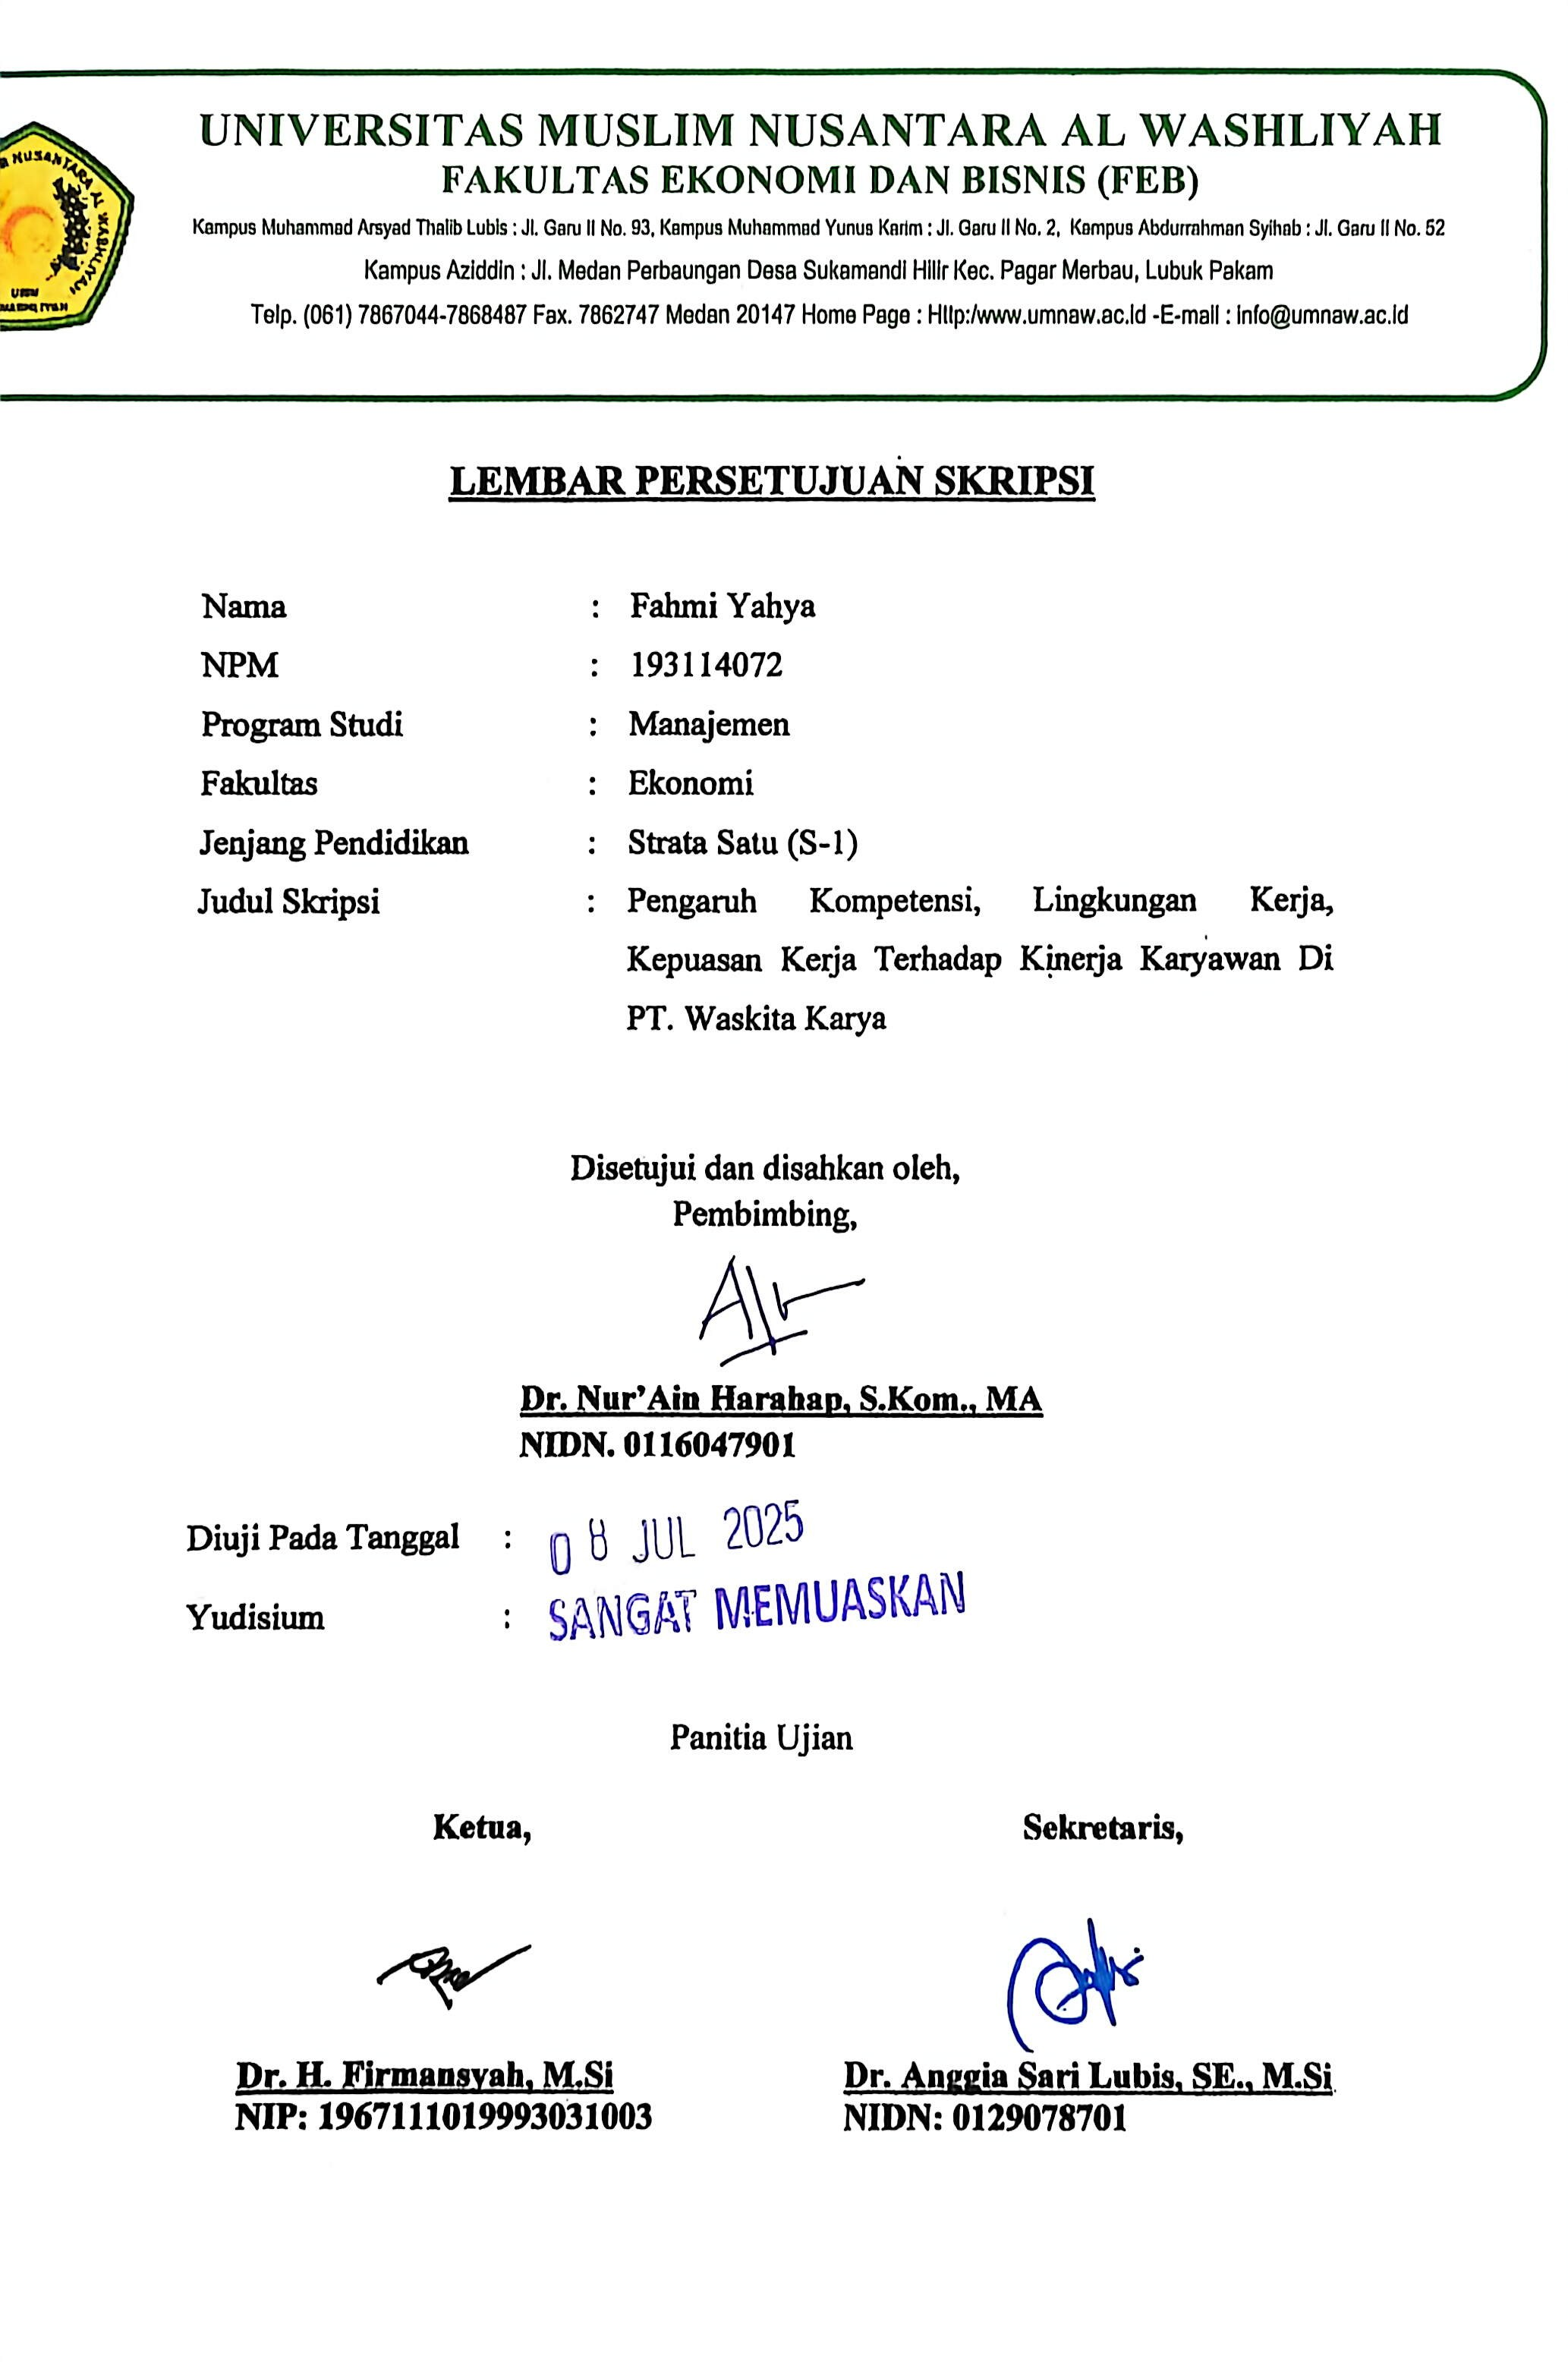 UNIVERSITAS MUSLIM NUSANTARA AL WASHLIYAH
FAKULTAS EKONOMI DAN BISNIS (FEB)
Kampus Muhammad Arsyad Thalib Lubis : Jl. Garu II No. 93, Kampus Muhammad Yunus Karim : Jl. Garu II No. 2, Kampus Abdurrahman Syihab : Jl. Garu II No. 52
Kampus Aziddin : Jl. Medan Perbaungan Desa Sukamandi Hilir Kec. Pagar Merbau, Lubuk Pakam
Telp. (061) 7867044-7868487 Fax. 7862747 Medan 20147 Home Page : Http:/www.umnaw.ac.id -E-mail : info@umnaw.ac.id
NUSANTARA AL WASHLIYAH
LEMBAR PERSETUJUAN SKRIPSI
Nama : Fahmi Yahya
NPM : 193114072
Program Studi : Manajemen
Fakultas : Ekonomi
Jenjang Pendidikan : Strata Satu (S-1)
Judul Skripsi : Pengaruh Kompetensi, Lingkungan Kerja,
Kepuasan Kerja Terhadap Kinerja Karyawan Di
PT. Waskita Karya
Disetujui dan disahkan oleh,
Pembimbing,
Dr. Nur’Ain Harahap, S.Kom., MA
NIDN. 0116047901
Diuji Pada Tanggal : 08 JUL 2025
Yudisium : SANGAT MEMUASKAN
Panitia Ujian
Ketua, Sekretaris,
Dr. H. Firmansyah, M.Si Dr. Anggia Sari Lubis, SE., M.Si
NIP: 1967111019993031003 NIDN: 0129078701